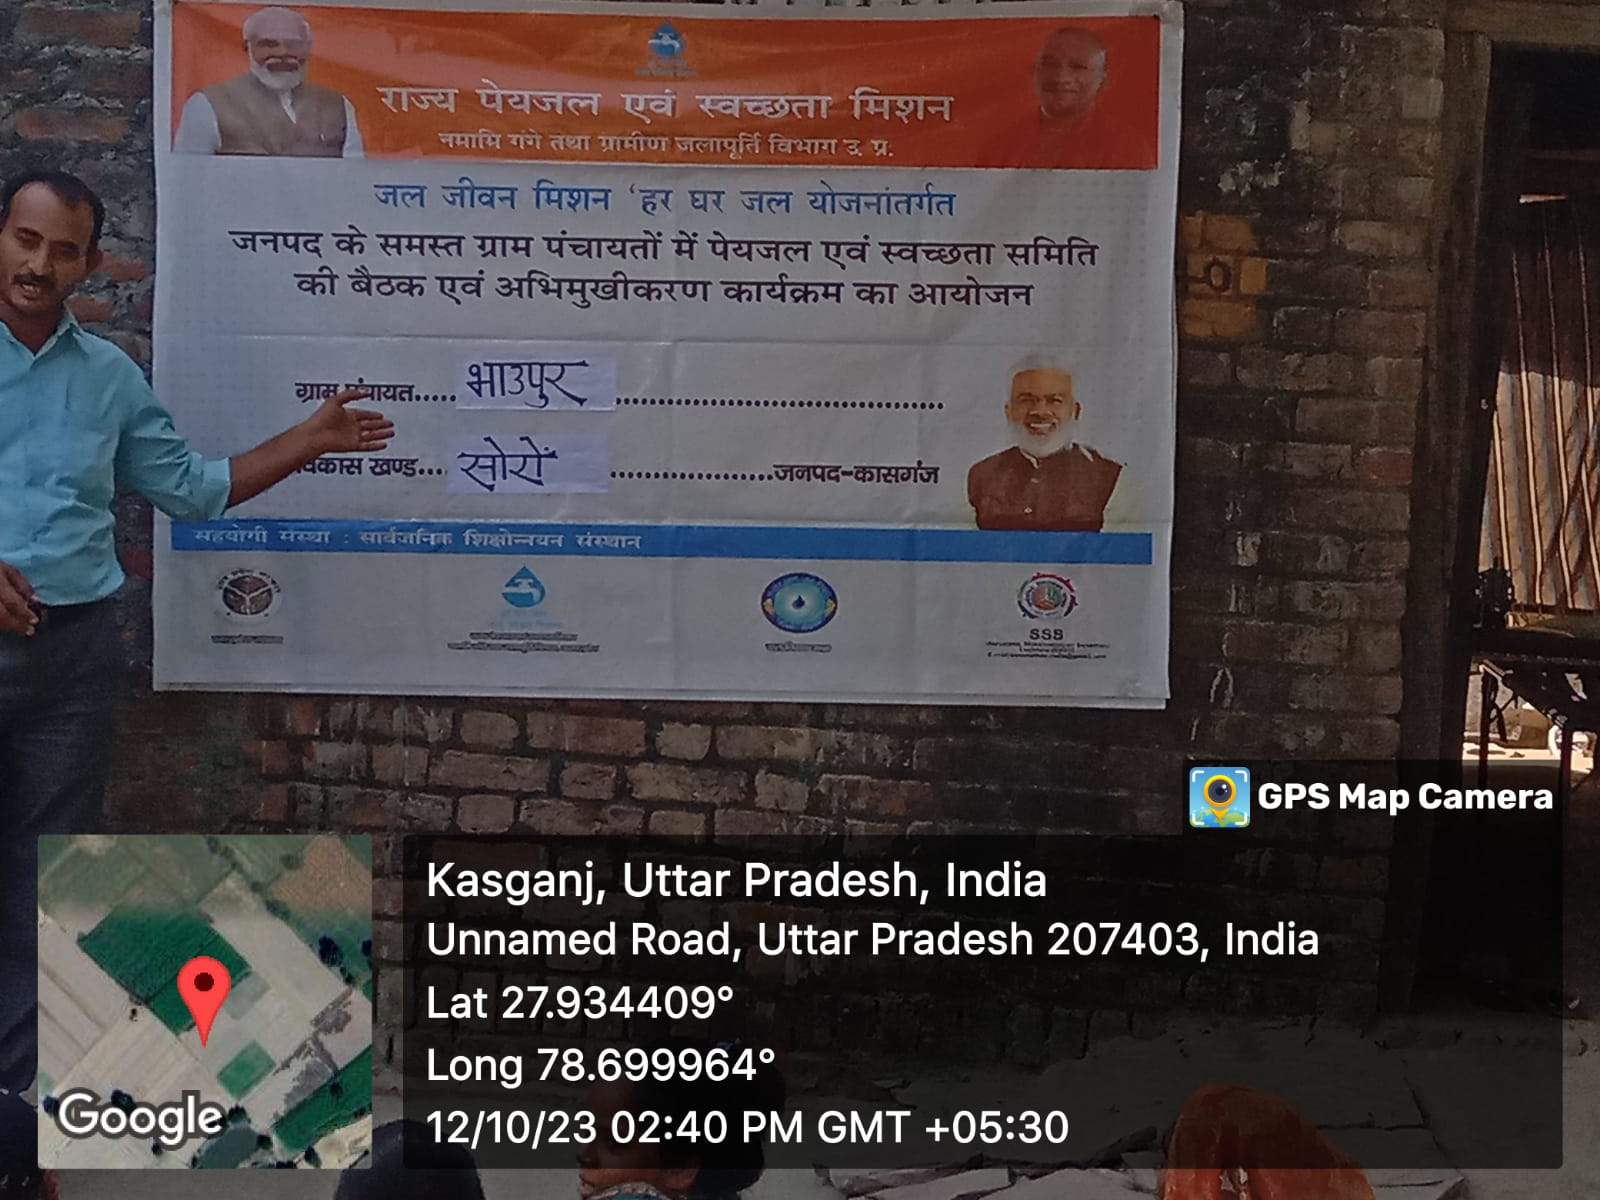 राज्य पेयजल एवं स्वच्छता मिशन
नमामि गंगे तथा ग्रामीण जलापूर्ति विभाग उ. प्र.
जल जीवन मिशन ‘हर घर जल योजनांतर्गत
जनपद के समस्त ग्राम पंचायतों में पेयजल एवं स्वच्छता समिति
की बैठक एवं अभिमुखीकरण कार्यक्रम का आयोजन
ग्राम पंचायत..... भाउपुर ..........................................
विकास खण्ड.... सोरों .....................जनपद-कासगंज
सहयोगी संस्था : सार्वजनिक शिक्षोन्नयन संस्थान
SSS
GPS Map Camera
Kasganj, Uttar Pradesh, India
Unnamed Road, Uttar Pradesh 207403, India
Lat 27.934409°
Long 78.699964°
12/10/23 02:40 PM GMT +05:30
Google